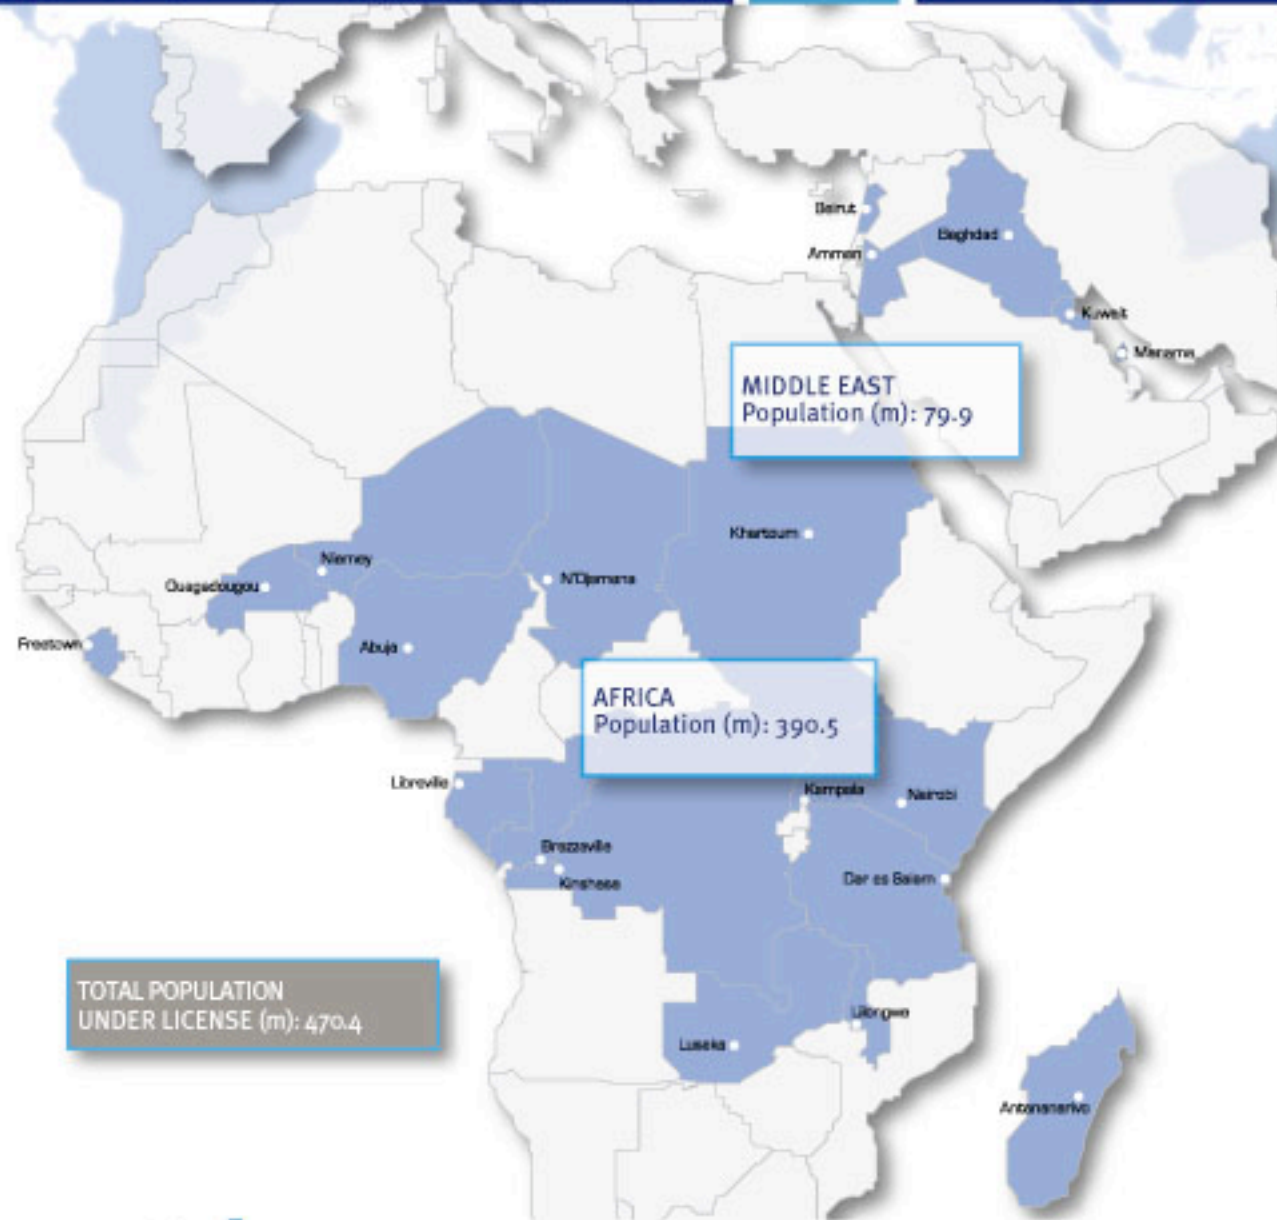 Beirut
Baghdad
Amman
Kuwait
Manama
MIDDLE EAST
Population (m): 79.9
Khartoum
Niamey
N'Djamena
Ouagadougou
Freetown
Abuja
AFRICA
Population (m): 390.5
Libreville
Kampala
Nairobi
Brazzaville
Kinshasa
Dar es Salam
TOTAL POPULATION
UNDER LICENSE (m): 470.4
Lilongwe
Lusaka
Antananarivo